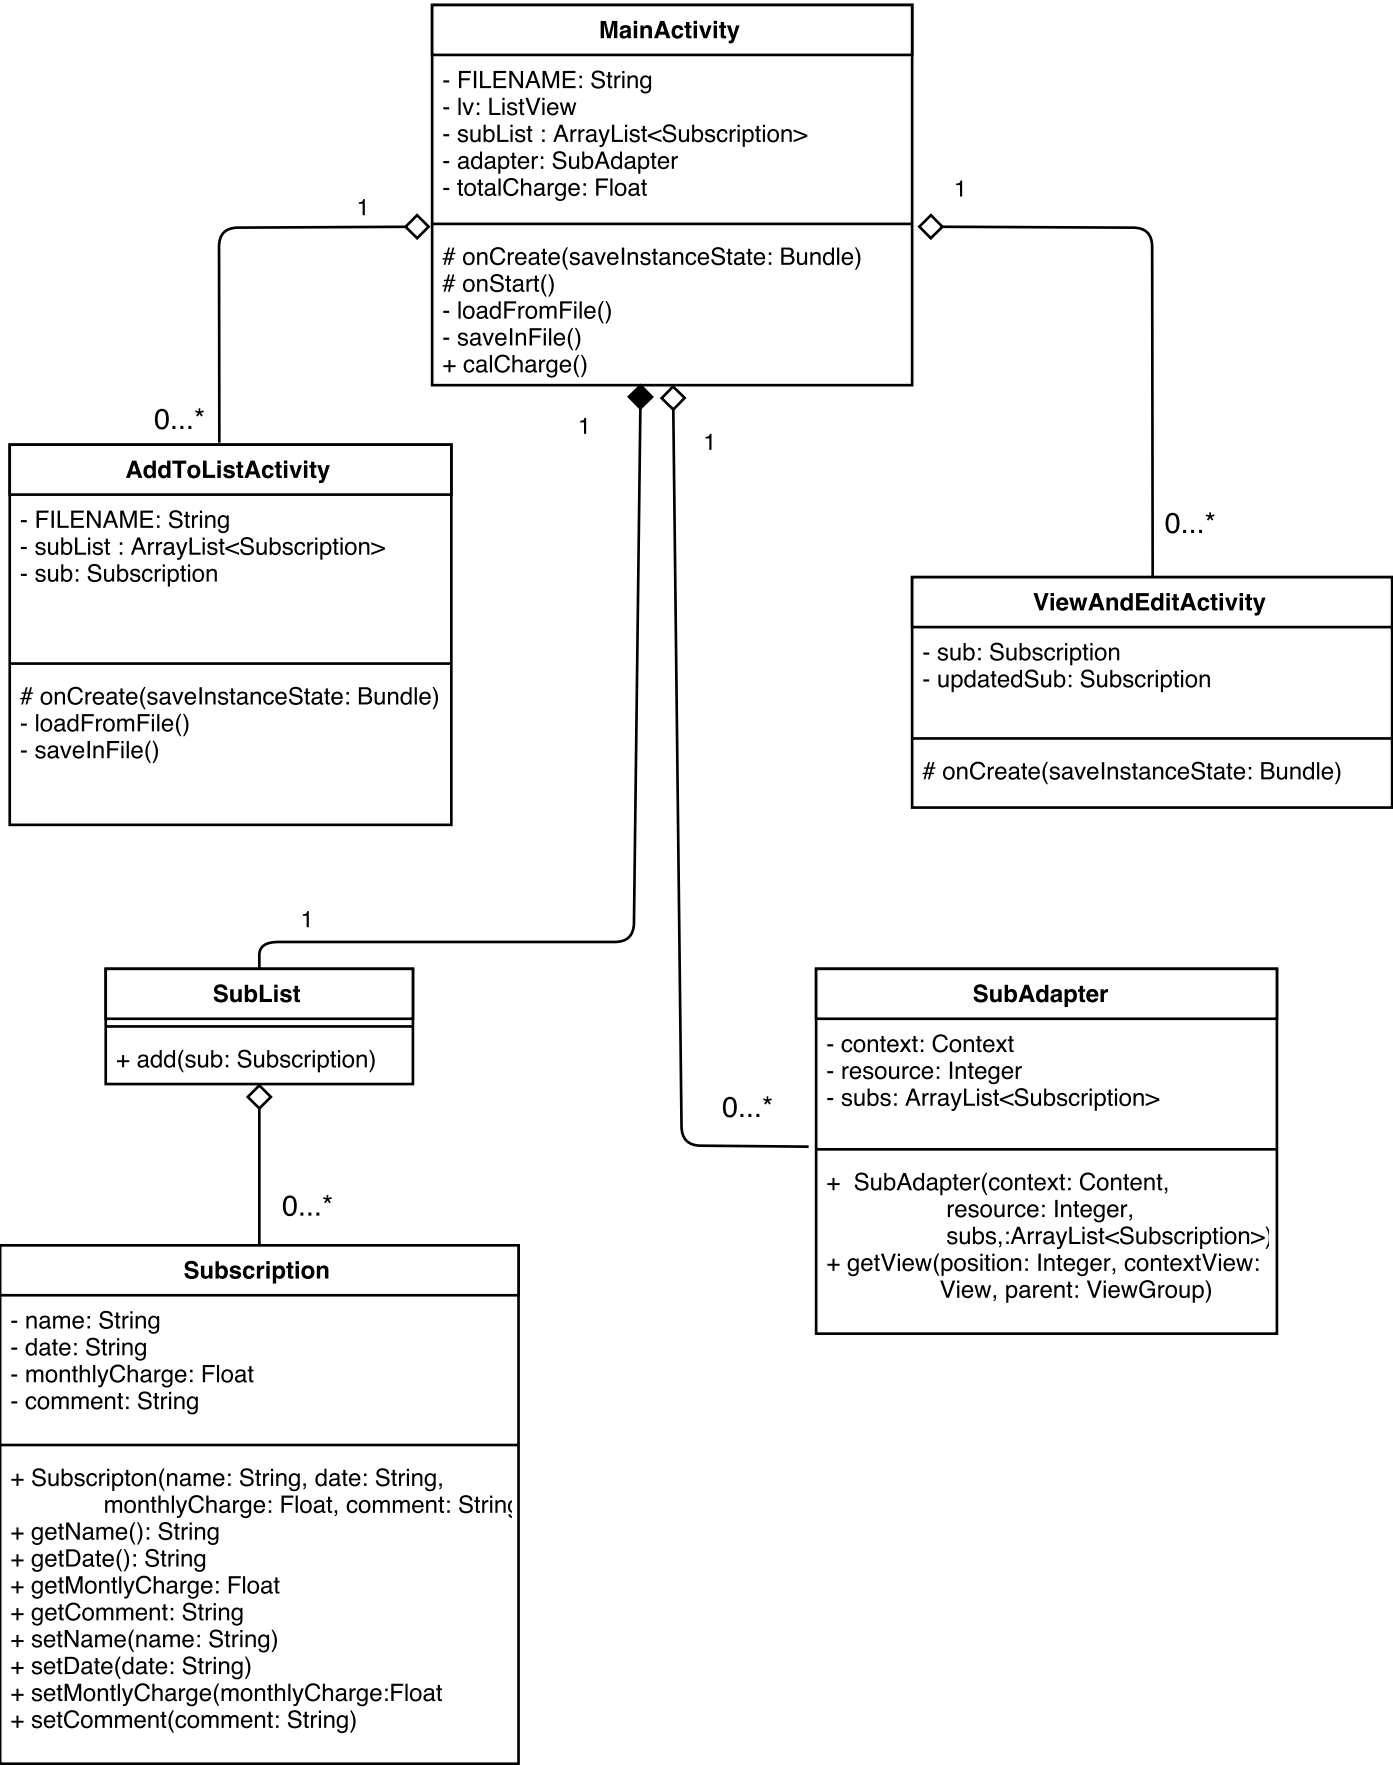 MainActivity
- FILENAME: String
- lv: ListView
- subList : ArrayList<Subscription>
- adapter: SubAdapter
- totalCharge: Float
# onCreate(saveInstanceState: Bundle)
# onStart()
- loadFromFile()
- saveInFile()
+ calCharge()
1
1
1
1
0...*
0...*
AddToListActivity
- FILENAME: String
- subList : ArrayList<Subscription>
- sub: Subscription
# onCreate(saveInstanceState: Bundle)
- loadFromFile()
- saveInFile()
ViewAndEditActivity
- sub: Subscription
- updatedSub: Subscription
# onCreate(saveInstanceState: Bundle)
1
SubList
+ add(sub: Subscription)
0...*
SubAdapter
- context: Context
- resource: Integer
- subs: ArrayList<Subscription>
+ SubAdapter(context: Content,
resource: Integer,
subs,:ArrayList<Subscription>)
+ getView(position: Integer, contextView:
View, parent: ViewGroup)
0...*
Subscription
- name: String
- date: String
- monthlyCharge: Float
- comment: String
+ Subscripton(name: String, date: String,
monthlyCharge: Float, comment: String
+ getName(): String
+ getDate(): String
+ getMontlyCharge: Float
+ getComment: String
+ setName(name: String)
+ setDate(date: String)
+ setMontlyCharge(monthlyCharge:Float
+ setComment(comment: String)